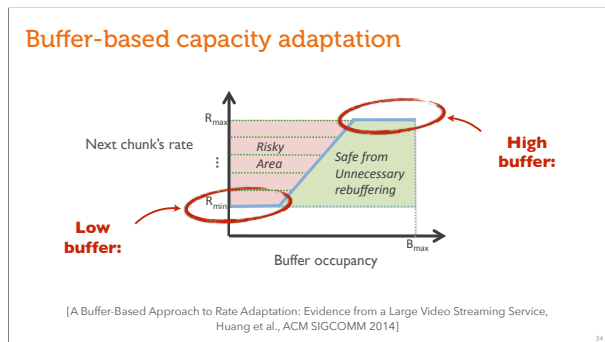 Buffer-based capacity adaptation
Next chunk's rate
Rmax
⋮
Rmin
Risky
Area
Safe from
Unnecessary
rebuffering
High
buffer:
Low
buffer:
Bmax
Buffer occupancy
[A Buffer-Based Approach to Rate Adaptation: Evidence from a Large Video Streaming Service,
Huang et al., ACM SIGCOMM 2014]
34